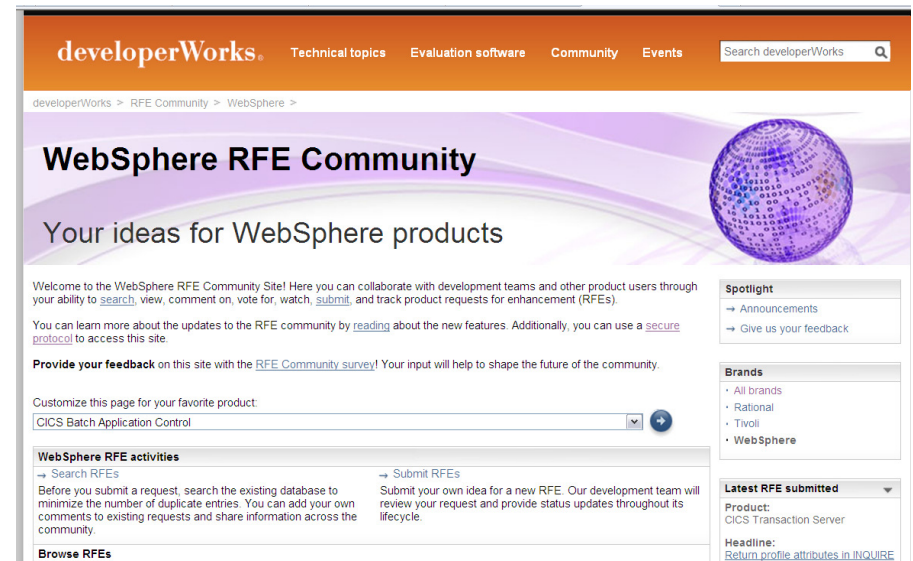 developerWorks®
Technical topics Evaluation software Community Events
Search developerWorks
developerWorks > RFE Community > WebSphere >
WebSphere RFE Community
Your ideas for WebSphere products
Welcome to the WebSphere RFE Community Site! Here you can collaborate with development teams and other product users through
your ability to search, view, comment on, vote for, watch, submit, and track product requests for enhancement (RFEs).
You can learn more about the updates to the RFE community by reading about the new features. Additionally, you can use a secure
protocol to access this site.
Provide your feedback on this site with the RFE Community survey! Your input will help to shape the future of the community.
Customize this page for your favorite product:
CICS Batch Application Control
WebSphere RFE activities
→ Search RFEs
Before you submit a request, search the existing database to
minimize the number of duplicate entries. You can add your own
comments to existing requests and share information across the
community.
→ Submit RFEs
Submit your own idea for a new RFE. Our development team will
review your request and provide status updates throughout its
lifecycle.
Browse RFEs
Spotlight
→ Announcements
→ Give us your feedback
Brands
· All brands
· Rational
· Tivoli
· WebSphere
Latest RFE submitted
Product:
CICS Transaction Server
Headline:
Return profile attributes in INQUIRE